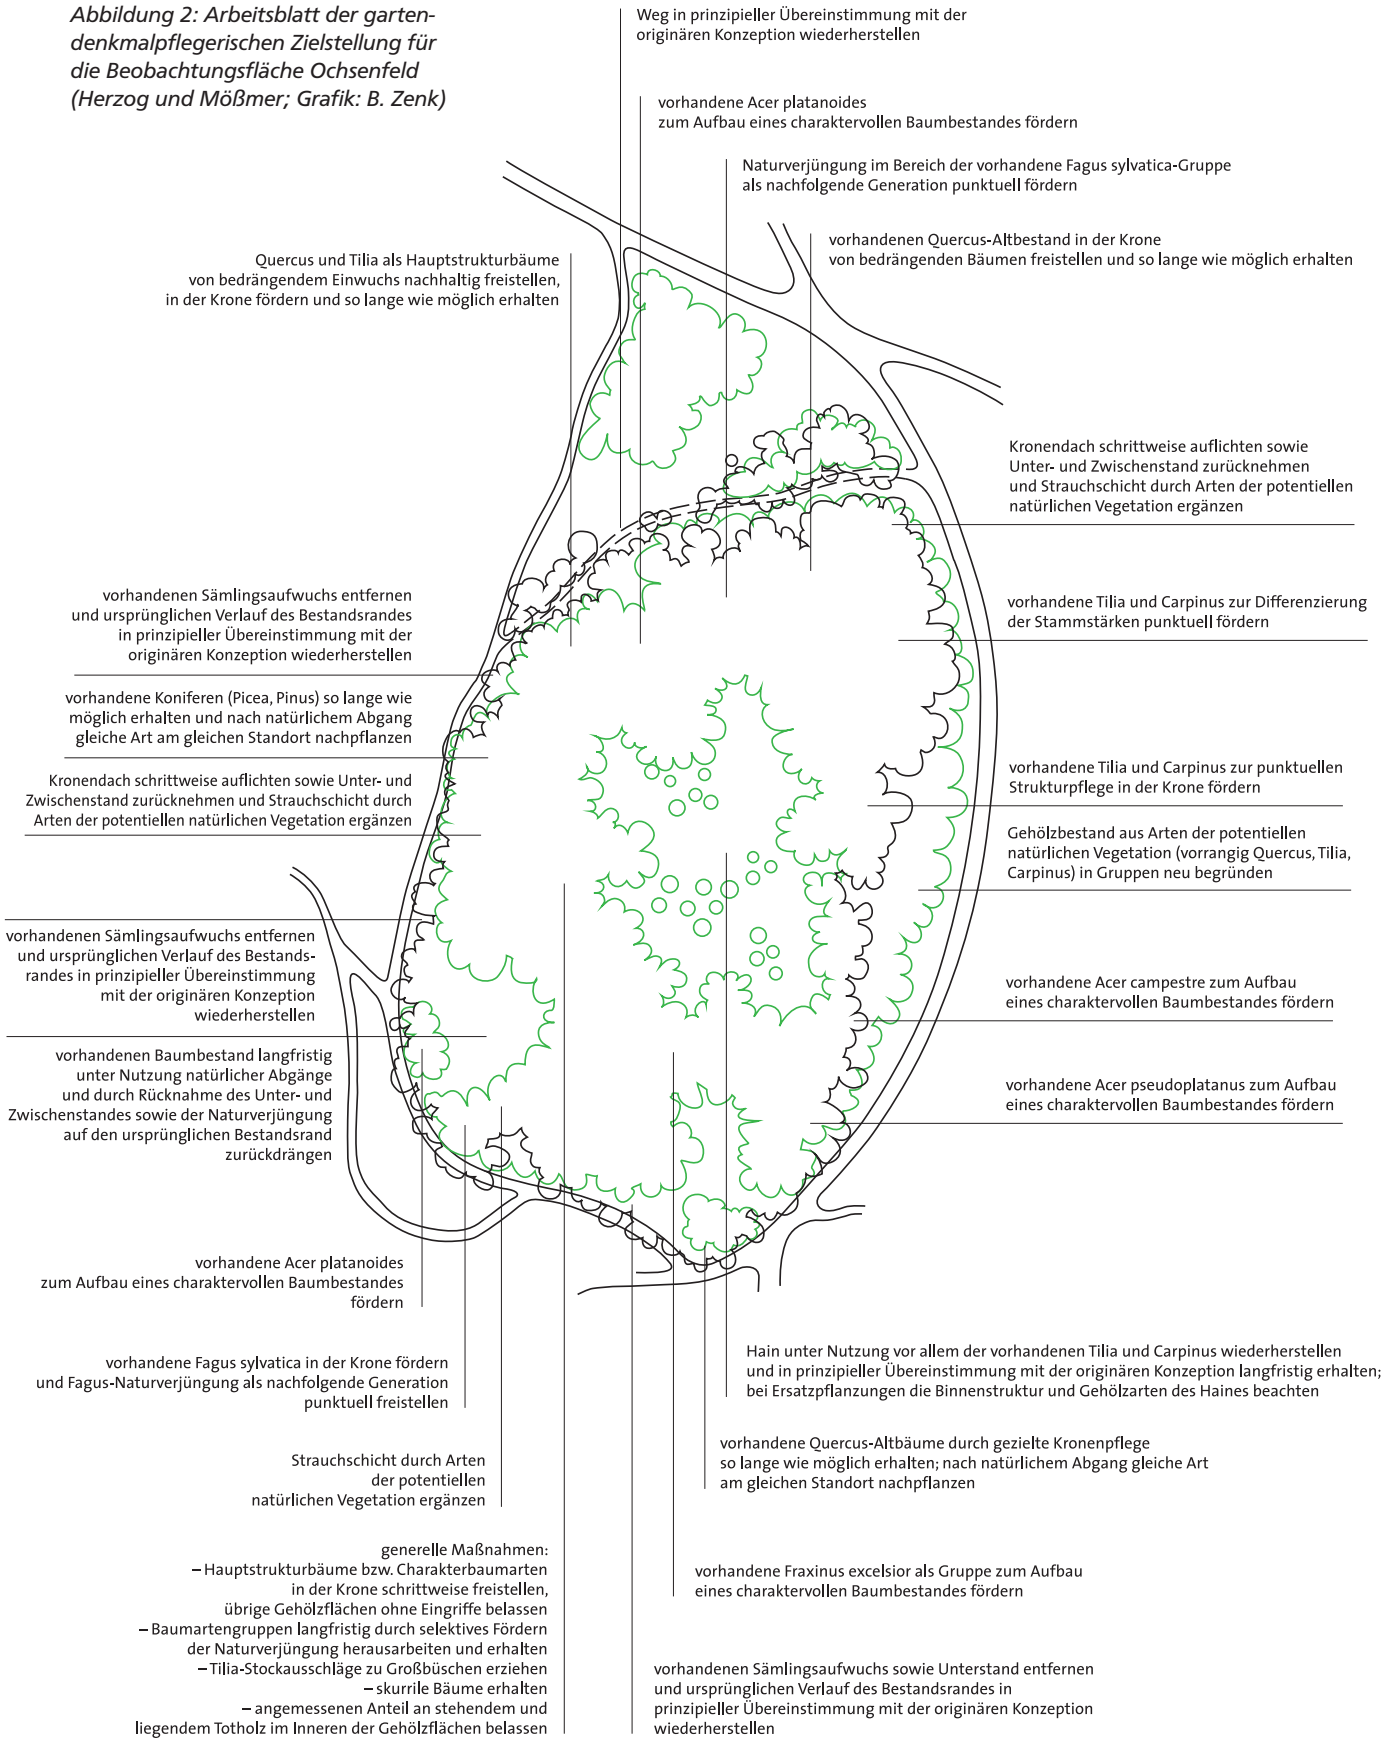 Abbildung 2: Arbeitsblatt der garten-
denkmalpflegerischen Zielstellung für
die Beobachtungsfläche Ochsenfeld
(Herzog und Mößmer; Grafik: B. Zenk)
Weg in prinzipieller Übereinstimmung mit der
originären Konzeption wiederherstellen
vorhandene Acer platanoides
zum Aufbau eines charaktervollen Baumbestandes fördern
Naturverjüngung im Bereich der vorhandene Fagus sylvatica-Gruppe
als nachfolgende Generation punktuell fördern
vorhandenen Quercus-Altbestand in der Krone
von bedrängenden Bäumen freistellen und so lange wie möglich erhalten
Quercus und Tilia als Hauptstrukturbäume
von bedrängendem Einwuchs nachhaltig freistellen,
in der Krone fördern und so lange wie möglich erhalten
Kronendach schrittweise auflichten sowie
Unter- und Zwischenstand zurücknehmen
und Strauchschicht durch Arten der potentiellen
natürlichen Vegetation ergänzen
vorhandenen Sämlingsaufwuchs entfernen
und ursprünglichen Verlauf des Bestandsrandes
in prinzipieller Übereinstimmung mit der
originären Konzeption wiederherstellen
vorhandene Tilia und Carpinus zur Differenzierung
der Stammstärken punktuell fördern
vorhandene Koniferen (Picea, Pinus) so lange wie
möglich erhalten und nach natürlichem Abgang
gleiche Art am gleichen Standort nachpflanzen
vorhandene Tilia und Carpinus zur punktuellen
Strukturpflege in der Krone fördern
Kronendach schrittweise auflichten sowie Unter- und
Zwischenstand zurücknehmen und Strauchschicht durch
Arten der potentiellen natürlichen Vegetation ergänzen
Gehölzbestand aus Arten der potentiellen
natürlichen Vegetation (vorrangig Quercus, Tilia,
Carpinus) in Gruppen neu begründen
vorhandenen Sämlingsaufwuchs entfernen
und ursprünglichen Verlauf des Bestands-
randes in prinzipieller Übereinstimmung
mit der originären Konzeption
wiederherstellen
vorhandene Acer campestre zum Aufbau
eines charaktervollen Baumbestandes fördern
vorhandenen Baumbestand langfristig
unter Nutzung natürlicher Abgänge
und durch Rücknahme des Unter- und
Zwischenstandes sowie der Naturverjüngung
auf den ursprünglichen Bestandsrand
zurückdrängen
vorhandene Acer pseudoplatanus zum Aufbau
eines charaktervollen Baumbestandes fördern
vorhandene Acer platanoides
zum Aufbau eines charaktervollen Baumbestandes
fördern
vorhandene Fagus sylvatica in der Krone fördern
und Fagus-Naturverjüngung als nachfolgende Generation
punktuell freistellen
Hain unter Nutzung vor allem der vorhandenen Tilia und Carpinus wiederherstellen
und in prinzipieller Übereinstimmung mit der originären Konzeption langfristig erhalten;
bei Ersatzpflanzungen die Binnenstruktur und Gehölzarten des Haines beachten
vorhandene Quercus-Altbäume durch gezielte Kronenpflege
so lange wie möglich erhalten; nach natürlichem Abgang gleiche Art
am gleichen Standort nachpflanzen
Strauchschicht durch Arten
der potentiellen
natürlichen Vegetation ergänzen
generelle Maßnahmen:
– Hauptstrukturbäume bzw. Charakterbaumarten
in der Krone schrittweise freistellen,
übrige Gehölzflächen ohne Eingriffe belassen
– Baumartengruppen langfristig durch selektives Fördern
der Naturverjüngung herausarbeiten und erhalten
– Tilia-Stockausschläge zu Großbüschen erziehen
– skurrile Bäume erhalten
– angemessenen Anteil an stehendem und
liegendem Totholz im Inneren der Gehölzflächen belassen
vorhandene Fraxinus excelsior als Gruppe zum Aufbau
eines charaktervollen Baumbestandes fördern
vorhandenen Sämlingsaufwuchs sowie Unterstand entfernen
und ursprünglichen Verlauf des Bestandsrandes in
prinzipieller Übereinstimmung mit der originären Konzeption
wiederherstellen